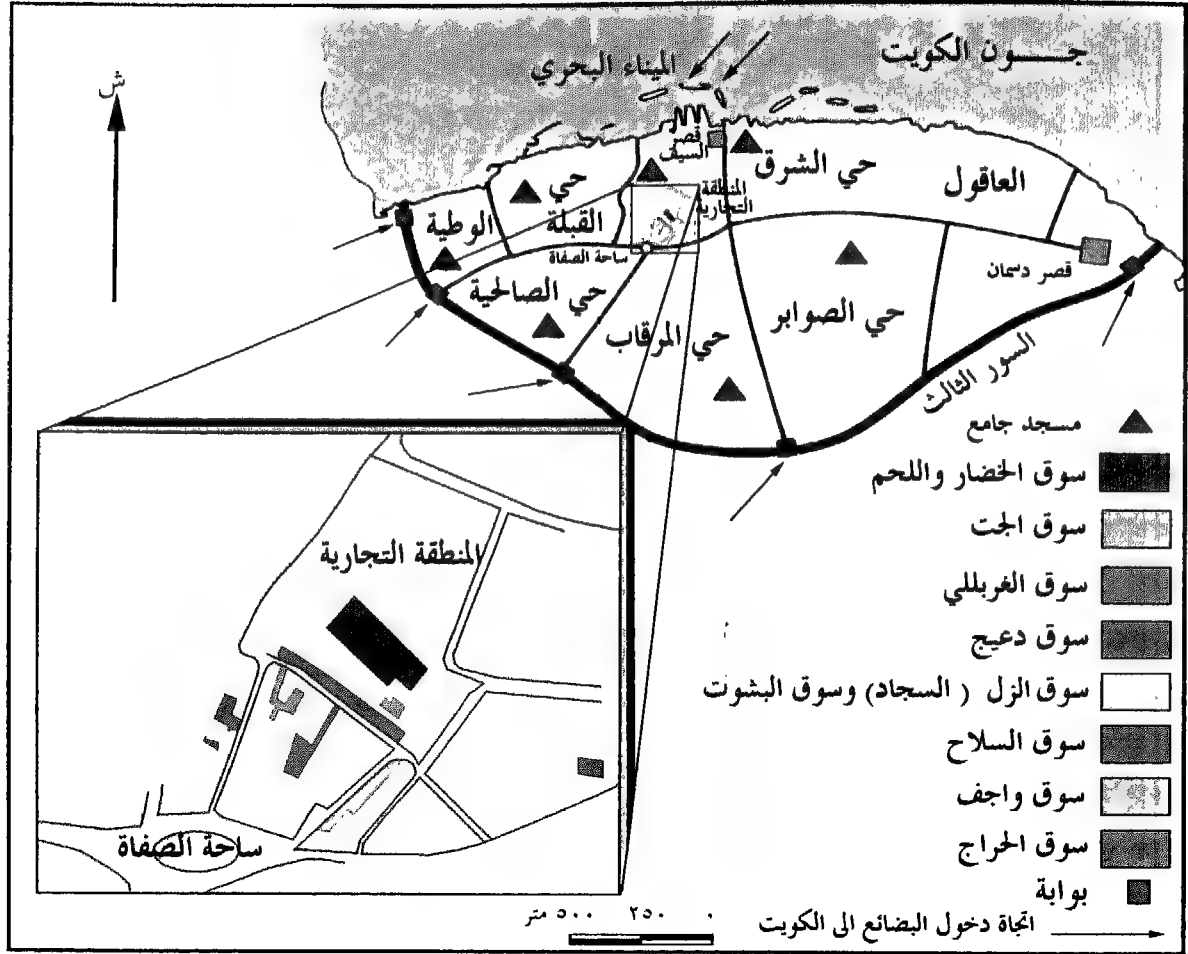 جـــــون الكويت
الميناء البحري
ش
قصر
السيف
حي الشرق
العاقول
المنطقة
التجارية
حي
القبلة
الوطية
ساحة الصفاة
حي الصالحية
حي المرقاب
حي الصوابر
قصر دسمان
السور الثالث
مسجد جامع
سوق الخضار واللحم
سوق الجت
سوق الغربللي
سوق دعيج
سوق الزل ( السجاد) وسوق البشوت
سوق السلاح
سوق واجف
سوق الحراج
بوابة
اتجاة دخول البضائع الى الكويت
المنطقة التجارية
ساحة الصفاة
٠ ٢٥٠ ٥٠٠ متر